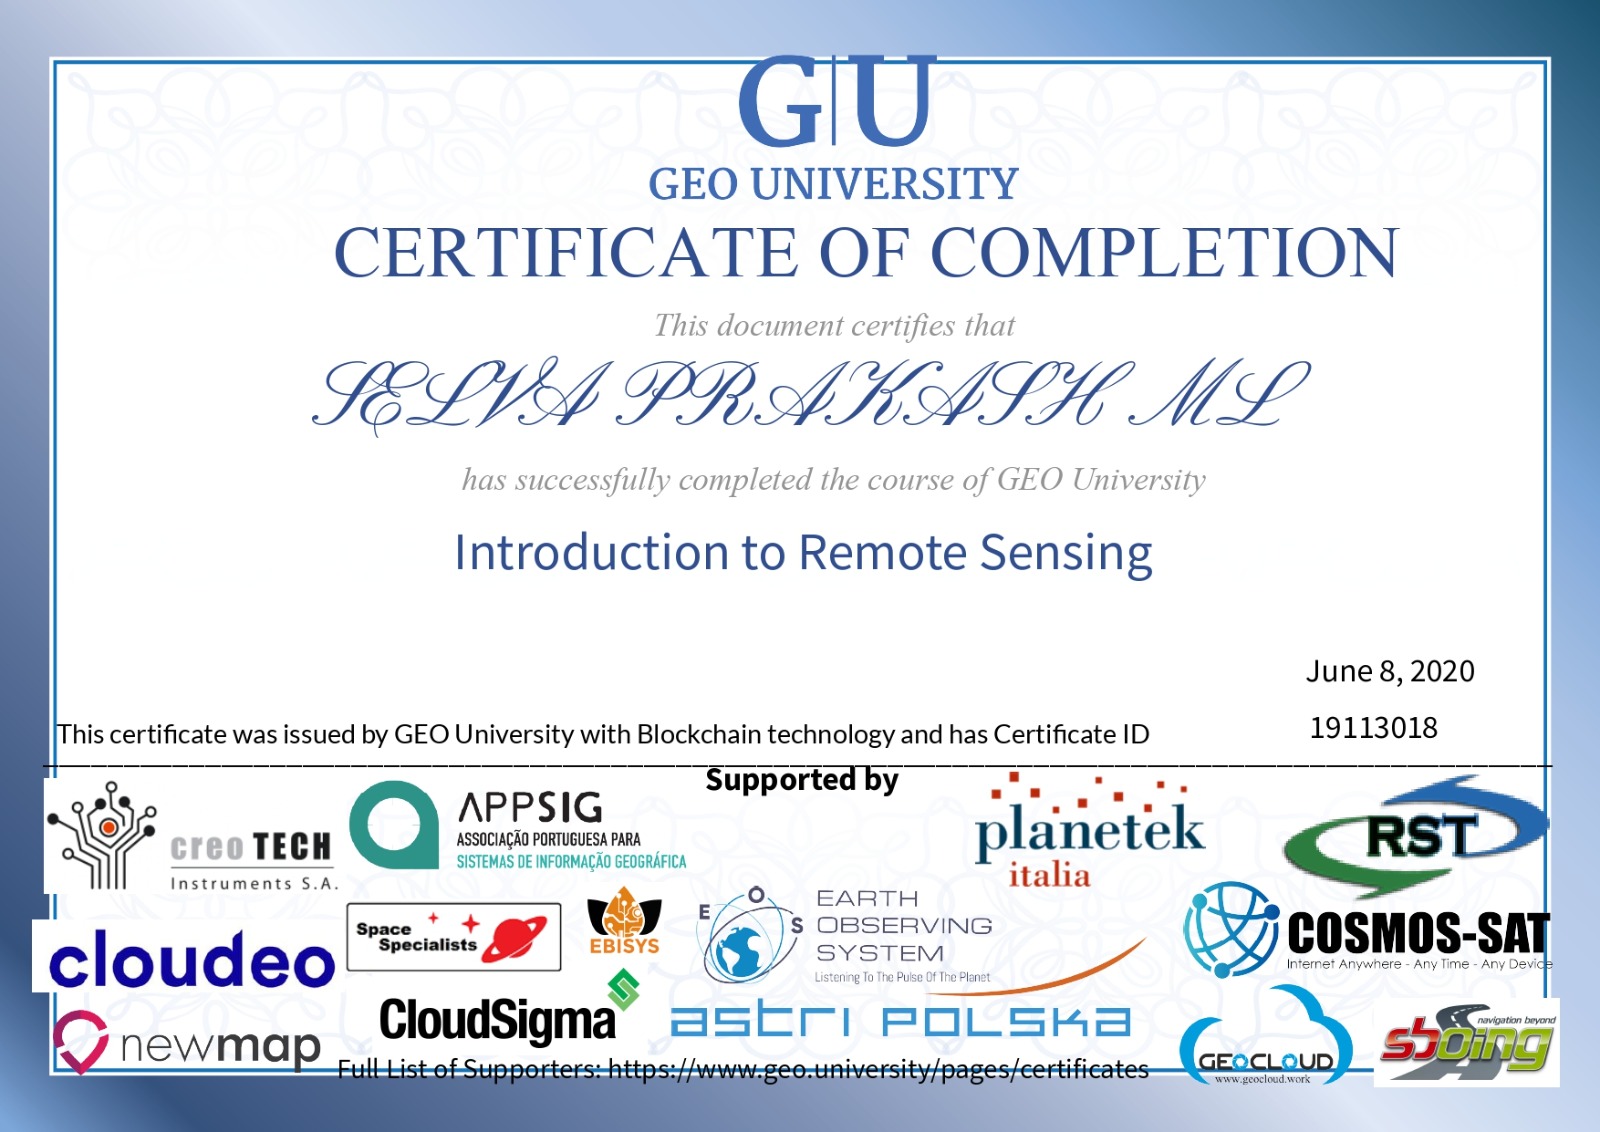 G|U
GEO UNIVERSITY
CERTIFICATE OF COMPLETION
This document certifies that
SELVA PRAKASH ML
has successfully completed the course of GEO University
Introduction to Remote Sensing
June 8, 2020
This certificate was issued by GEO University with Blockchain technology and has Certificate ID 19113018
Supported by
creo TECH
Instruments S.A.
APPSIG
ASSOCIAÇÃO PORTUGUESA PARA
SISTEMAS DE INFORMAÇÃO GEOGRÁFICA
planetek
italia
RST
cloudeo
Space
Specialists
EBISYS
E O S
EARTH
OBSERVING
SYSTEM
Listening To The Pulse Of The Planet
COSMOS-SAT
Internet Anywhere - Any Time - Any Device
newmap
CloudSigma
astri POLSKA
GEOCLOUD
www.geocloud.work
navigation beyond
sboing
Full List of Supporters: https://www.geo.university/pages/certificates